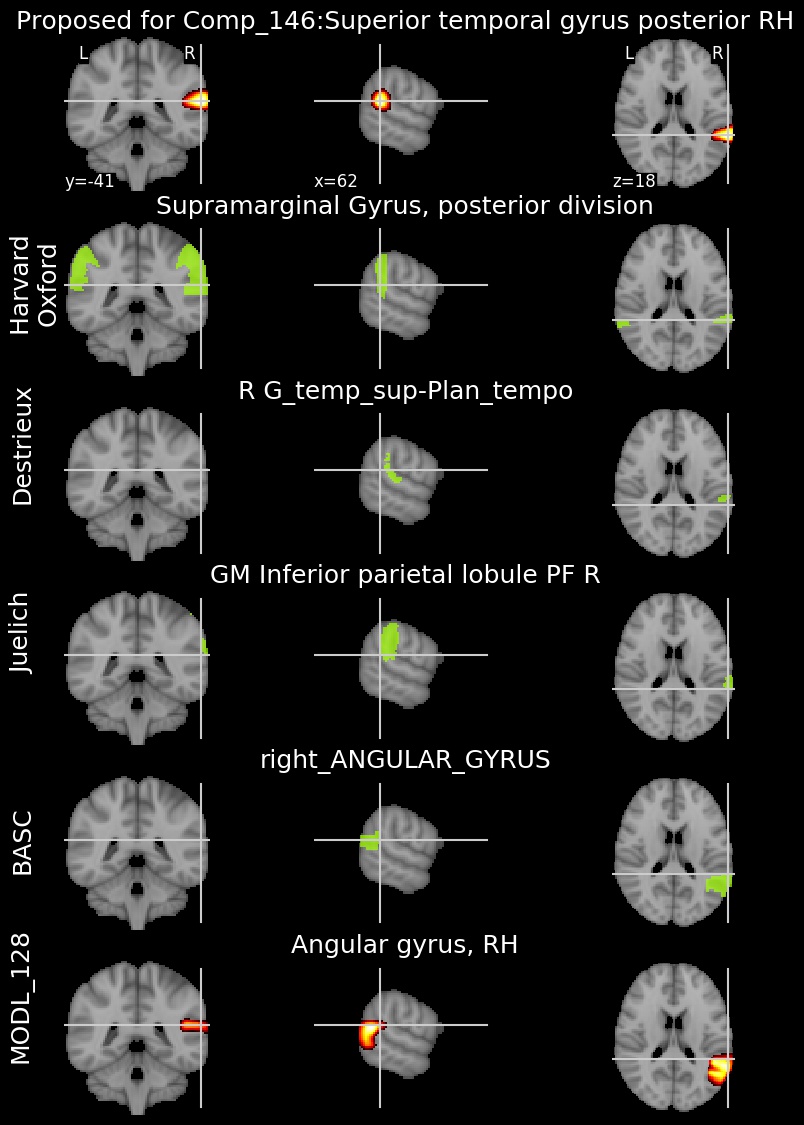 Proposed for Comp_146:Superior temporal gyrus posterior RH
L R L R
y=-41 x=62 z=18
Supramarginal Gyrus, posterior division
Harvard
Oxford
R G_temp_sup-Plan_tempo
Destrieux
GM Inferior parietal lobule PF R
Juelich
right_ANGULAR_GYRUS
BASC
Angular gyrus, RH
MODL_128